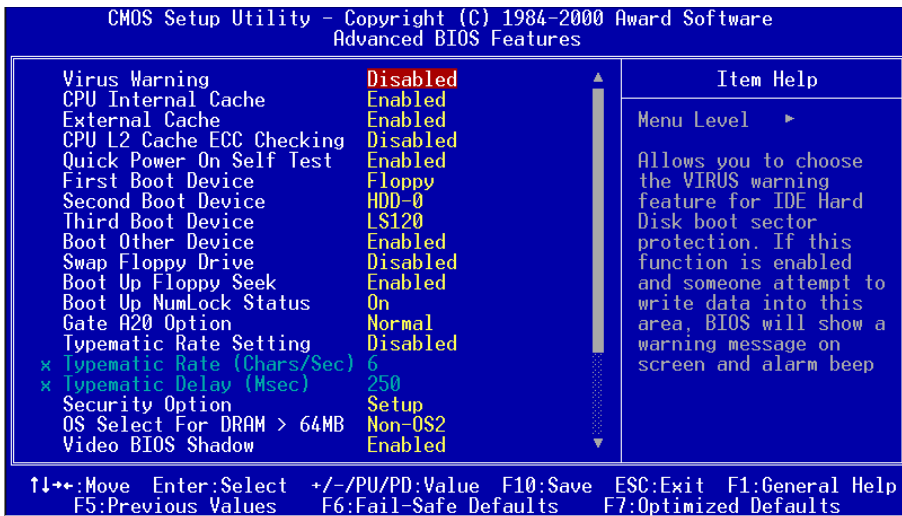 CMOS Setup Utility – Copyright (C) 1984-2000 Award Software
Advanced BIOS Features
Virus Warning Disabled
CPU Internal Cache Enabled
External Cache Enabled
CPU L2 Cache ECC Checking Disabled
Quick Power On Self Test Enabled
First Boot Device Floppy
Second Boot Device HDD-0
Third Boot Device LS120
Boot Other Device Enabled
Swap Floppy Drive Disabled
Boot Up Floppy Seek Enabled
Boot Up NumLock Status On
Gate A20 Option Normal
Typematic Rate Setting Disabled
x Typematic Rate (Chars/Sec) 6
x Typematic Delay (Msec) 250
Security Option Setup
OS Select For DRAM > 64MB Non-OS2
Video BIOS Shadow Enabled
Item Help
Menu Level ►
Allows you to choose
the VIRUS warning
feature for IDE Hard
Disk boot sector
protection. If this
function is enabled
and someone attempt to
write data into this
area, BIOS will show a
warning message on
screen and alarm beep
↑↓→←:Move Enter:Select +/-/PU/PD:Value F10:Save ESC:Exit F1:General Help
F5:Previous Values F6:Fail-Safe Defaults F7:Optimized Defaults